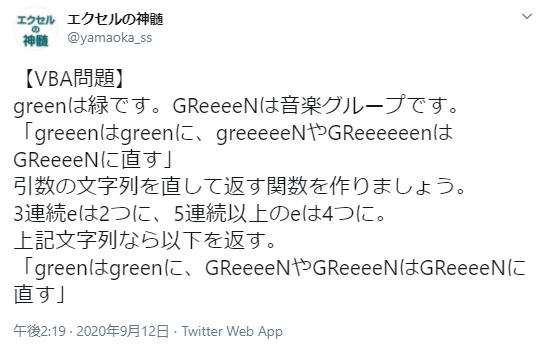 エクセルの神髄
エクセル
の
神髄
@yamaoka_ss
【VBA問題】
greenは緑です。GReeeeNは音楽グループです。
「greeenはgreenに、greeeeeNやGReeeeeenは
GReeeeNに直す」
引数の文字列を直して返す関数を作りましょう。
3連続eは2つに、5連続以上のeは4つに。
上記文字列なら以下を返す。
「greenはgreenに、GReeeeNやGReeeeNはGReeeeNに
直す」
午後2:19 · 2020年9月12日 · Twitter Web App